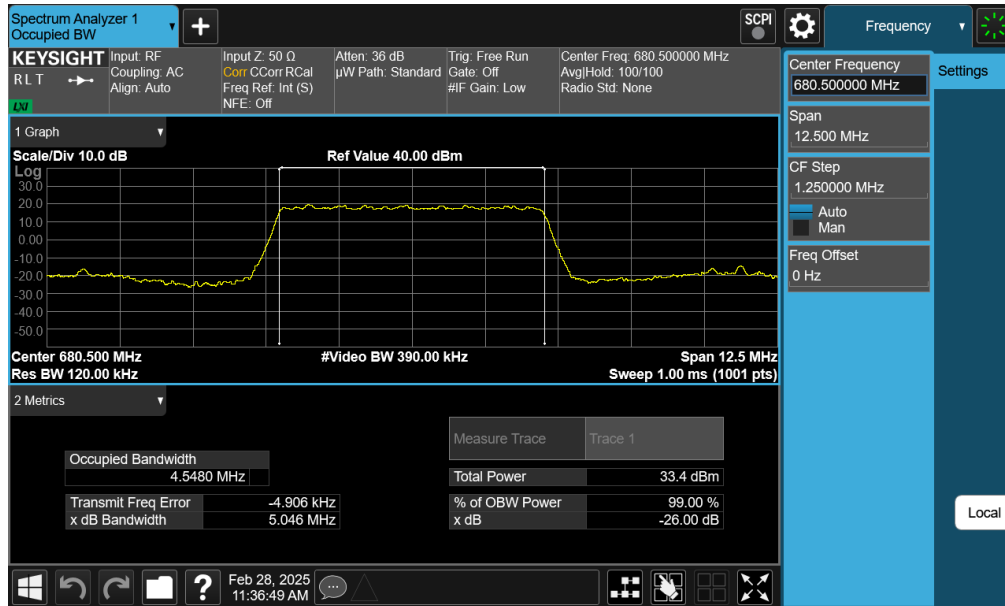 Spectrum Analyzer 1
Occupied BW
+
SCPI
Frequency
KEYSIGHT
R L T
LXI
Input: RF
Coupling: AC
Align: Auto
Input Z: 50 Ω
Corr CCorr RCal
Freq Ref: Int (S)
NFE: Off
Atten: 36 dB
µW Path: Standard
Trig: Free Run
Gate: Off
#IF Gain: Low
Center Freq: 680.500000 MHz
Avg|Hold: 100/100
Radio Std: None
Center Frequency
680.500000 MHz
Settings
Span
12.500 MHz
CF Step
1.250000 MHz
Auto
Man
Freq Offset
0 Hz
Local
1 Graph
Scale/Div 10.0 dB
Ref Value 40.00 dBm
Log
30.0
20.0
10.0
0.00
-10.0
-20.0
-30.0
-40.0
-50.0
Center 680.500 MHz
#Video BW 390.00 kHz
Span 12.5 MHz
Res BW 120.00 kHz
Sweep 1.00 ms (1001 pts)
2 Metrics
Measure Trace
Trace 1
Occupied Bandwidth
4.5480 MHz
Total Power
33.4 dBm
Transmit Freq Error
-4.906 kHz
% of OBW Power
99.00 %
x dB Bandwidth
5.046 MHz
x dB
-26.00 dB
?
Feb 28, 2025
11:36:49 AM